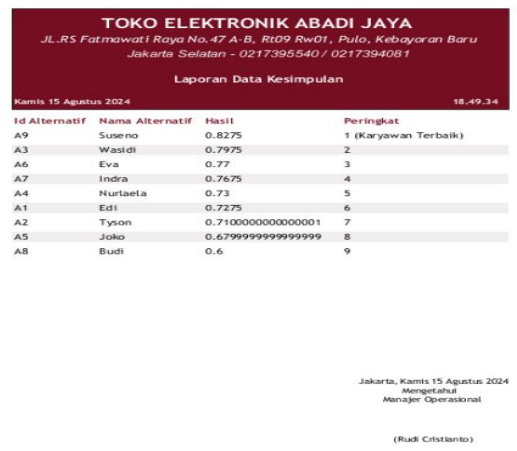 TOKO ELEKTRONIK ABADI JAYA
JL.RS Fatmawati Raya No.47 A-B, Rt09 Rw01, Pulo, Kebayoran Baru
Jakarta Selatan - 0217395540 / 0217394081
Laporan Data Kesimpulan
Kamis 15 Agustus 2024 18.49.34
Id Alternatif Nama Alternatif Hasil Peringkat
A9 Suseno 0.8275 1 (Karyawan Terbaik)
A3 Wasidi 0.7975 2
A6 Eva 0.77 3
A7 Indra 0.7675 4
A4 Nurlaela 0.73 5
A1 Edi 0.7275 6
A2 Tyson 0.7100000000000001 7
A5 Joko 0.6799999999999999 8
A8 Budi 0.6 9
Jakarta, Kamis 15 Agustus 2024
Mengetahui
Manajer Operasional
(Rudi Cristianto)